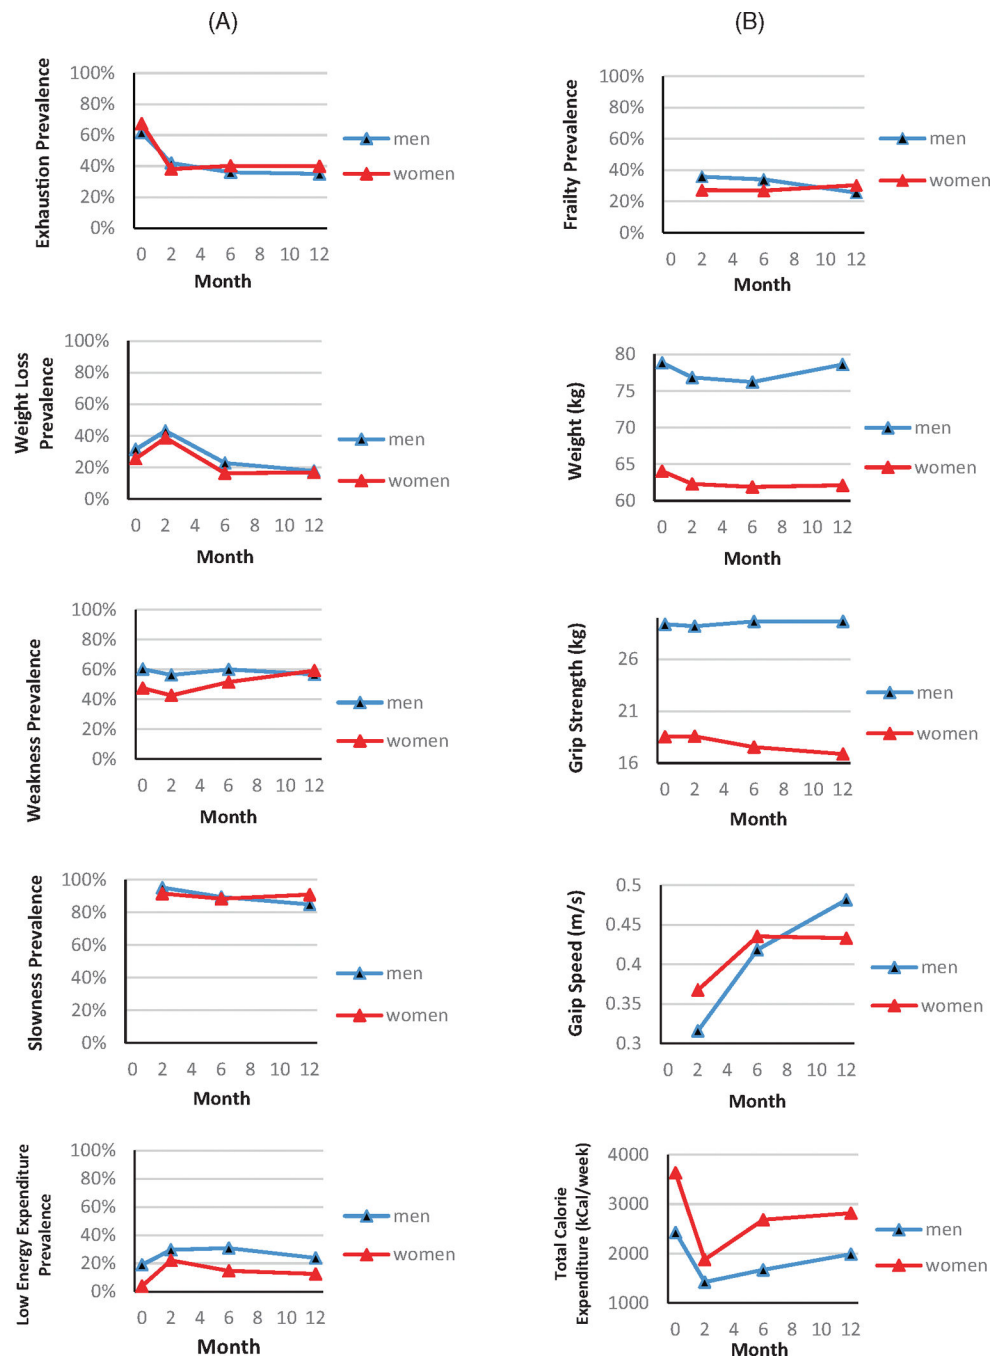 (A)
100%
80%
60%
40%
20%
0%
Exhaustion Prevalence
0 2 4 6 8 10 12
Month
men
women
100%
80%
60%
40%
20%
0%
Weight Loss
Prevalence
0 2 4 6 8 10 12
Month
men
women
100%
80%
60%
40%
20%
0%
Weakness Prevalence
0 2 4 6 8 10 12
Month
men
women
100%
80%
60%
40%
20%
0%
Slowness Prevalence
0 2 4 6 8 10 12
Month
men
women
100%
80%
60%
40%
20%
0%
Low Energy Expenditure
Prevalence
0 2 4 6 8 10 12
Month
men
women
(B)
100%
80%
60%
40%
20%
0%
Frailty Prevalence
0 2 4 6 8 10 12
Month
men
women
80
75
70
65
60
Weight (kg)
0 2 4 6 8 10 12
Month
men
women
26
21
16
Grip Strength (kg)
0 2 4 6 8 10 12
Month
men
women
0.5
0.45
0.4
0.35
0.3
Gaip Speed (m/s)
0 2 4 6 8 10 12
Month
men
women
4000
3000
2000
1000
Total Calorie
Expenditure (kCal/week)
0 2 4 6 8 10 12
Month
men
women